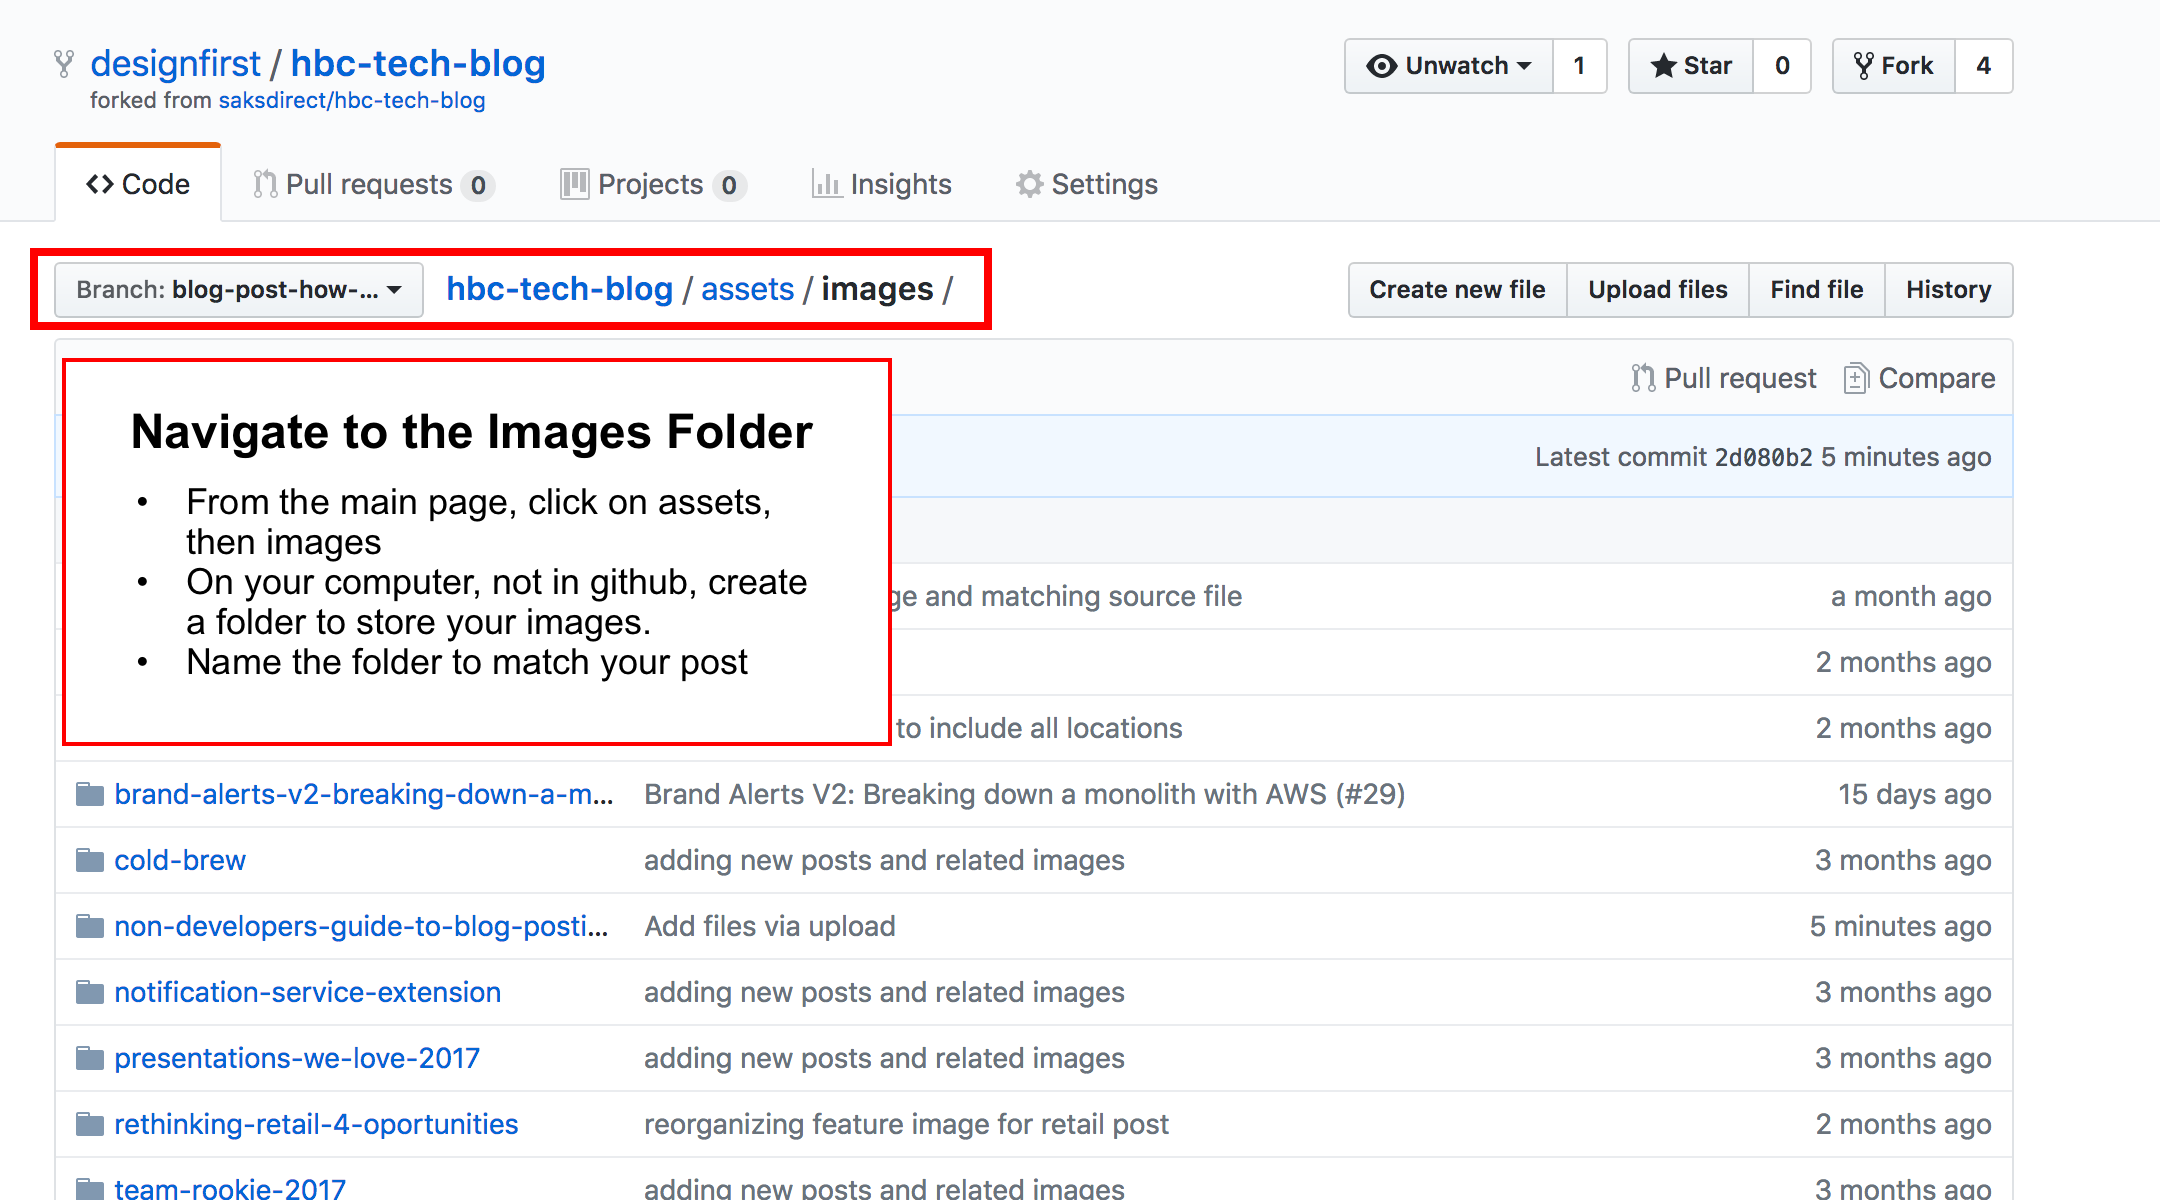 designfirst / hbc-tech-blog
forked from saksdirect/hbc-tech-blog
Unwatch 1 Star 0 Fork 4
Code Pull requests 0 Projects 0 Insights Settings
Branch: blog-post-how-... hbc-tech-blog / assets / images /
Create new file Upload files Find file History
Pull request Compare
Latest commit 2d080b2 5 minutes ago
Navigate to the Images Folder
• From the main page, click on assets,
then images
• On your computer, not in github, create
a folder to store your images.
• Name the folder to match your post
and matching source file a month ago
2 months ago
to include all locations 2 months ago
brand-alerts-v2-breaking-down-a-m... Brand Alerts V2: Breaking down a monolith with AWS (#29) 15 days ago
cold-brew adding new posts and related images 3 months ago
non-developers-guide-to-blog-posti... Add files via upload 5 minutes ago
notification-service-extension adding new posts and related images 3 months ago
presentations-we-love-2017 adding new posts and related images 3 months ago
rethinking-retail-4-oportunities reorganizing feature image for retail post 2 months ago
team-rookie-2017 adding new posts and related images 3 months ago